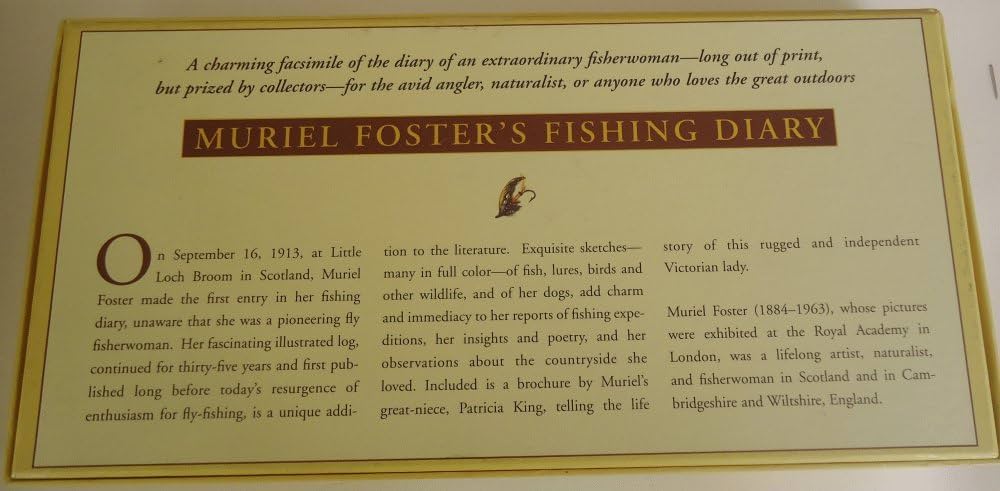 A charming facsimile of the diary of an extraordinary fisherwoman—long out of print,
but prized by collectors—for the avid angler, naturalist, or anyone who loves the great outdoors
MURIEL FOSTER'S FISHING DIARY
On September 16, 1913, at Little
Loch Broom in Scotland, Muriel
Foster made the first entry in her fishing
diary, unaware that she was a pioneering fly
fisherwoman. Her fascinating illustrated log,
continued for thirty-five years and first pub-
lished long before today's resurgence of
enthusiasm for fly-fishing, is a unique addi-
tion to the literature. Exquisite sketches—
many in full color—of fish, lures, birds and
other wildlife, and of her dogs, add charm
and immediacy to her reports of fishing expe-
ditions, her insights and poetry, and her
observations about the countryside she
loved. Included is a brochure by Muriel's
great-niece, Patricia King, telling the life
story of this rugged and independent
Victorian lady.
Muriel Foster (1884–1963), whose pictures
were exhibited at the Royal Academy in
London, was a lifelong artist, naturalist,
and fisherwoman in Scotland and in Cam-
bridgeshire and Wiltshire, England.